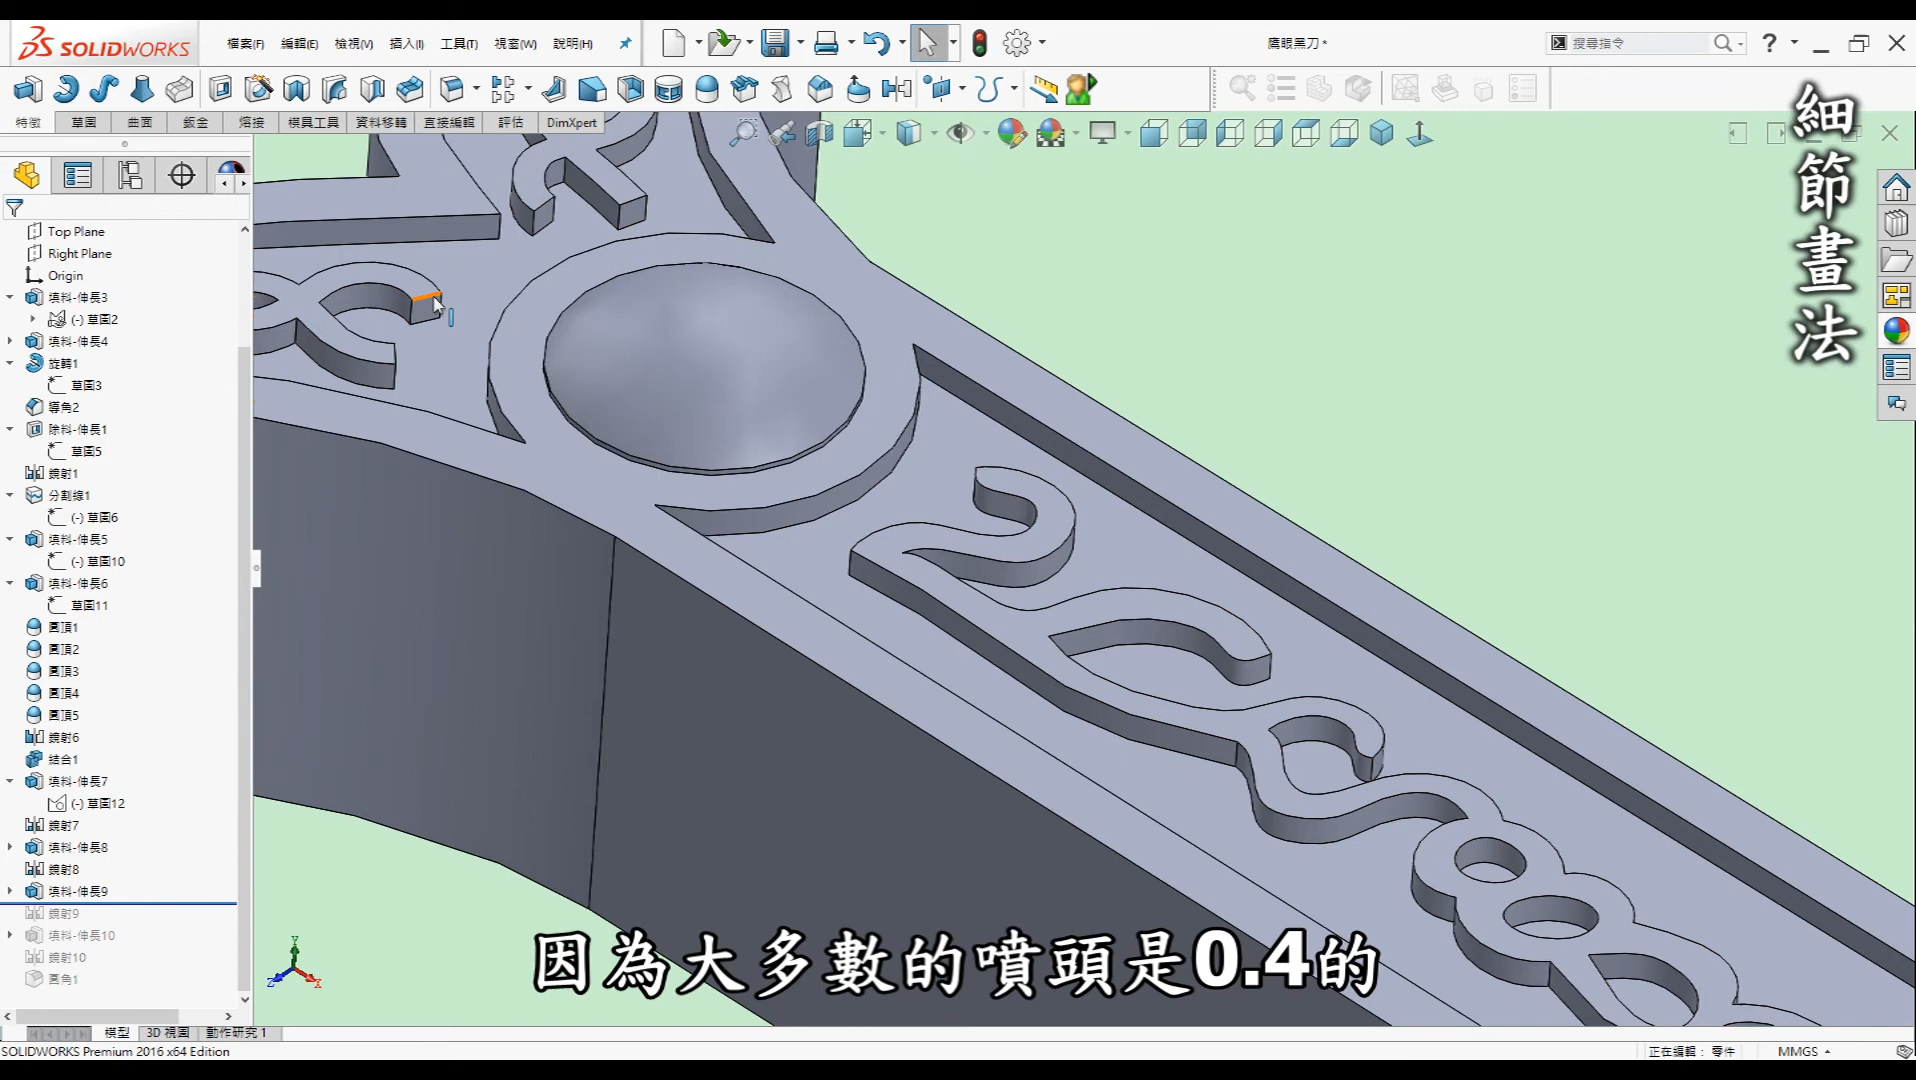 SOLIDWORKS
檔案(F)
編輯(E)
檢視(V)
插入(I)
工具(T)
視窗(W)
說明(H)
鷹眼黑刀 *
搜尋指令
特徵
草圖
曲面
鈑金
熔接
模具工具
資料移轉
直接編輯
評估
DimXpert
細節畫法
Top Plane
Right Plane
Origin
填料-伸長3
(-) 草圖2
填料-伸長4
旋轉1
草圖3
導角2
除料-伸長1
草圖5
鏡射1
分割線1
(-) 草圖6
填料-伸長5
(-) 草圖10
填料-伸長6
草圖11
圓頂1
圓頂2
圓頂3
圓頂4
圓頂5
鏡射6
結合1
填料-伸長7
(-) 草圖12
鏡射7
填料-伸長8
鏡射8
填料-伸長9
鏡射9
填料-伸長10
鏡射10
圓角1
因為大多數的噴頭是0.4的
模型
3D 視圖
動作研究 1
SOLIDWORKS Premium 2016 x64 Edition
正在編輯： 零件
MMGS